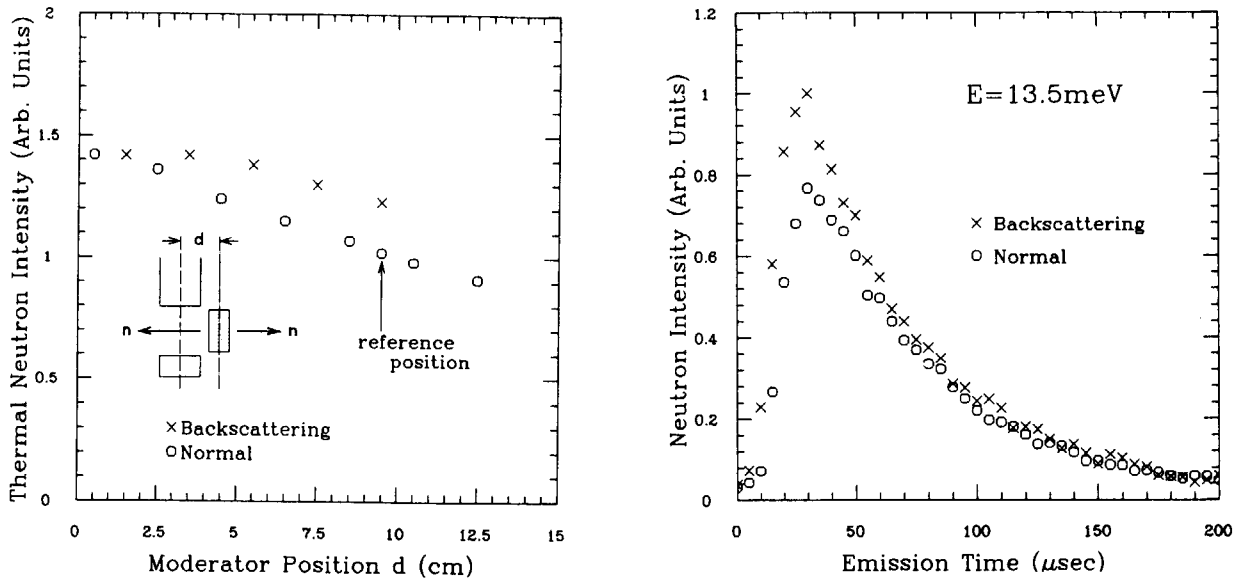 Thermal Neutron Intensity (Arb. Units)
2
1.5
1
0.5
0
d
n
n
reference
position
× Backscattering
○ Normal
0
2.5
5
7.5
10
12.5
15
Moderator Position d (cm)
Neutron Intensity (Arb. Units)
1.2
1
0.8
0.6
0.4
0.2
0
E=13.5meV
× Backscattering
○ Normal
0
50
100
150
200
Emission Time (μsec)